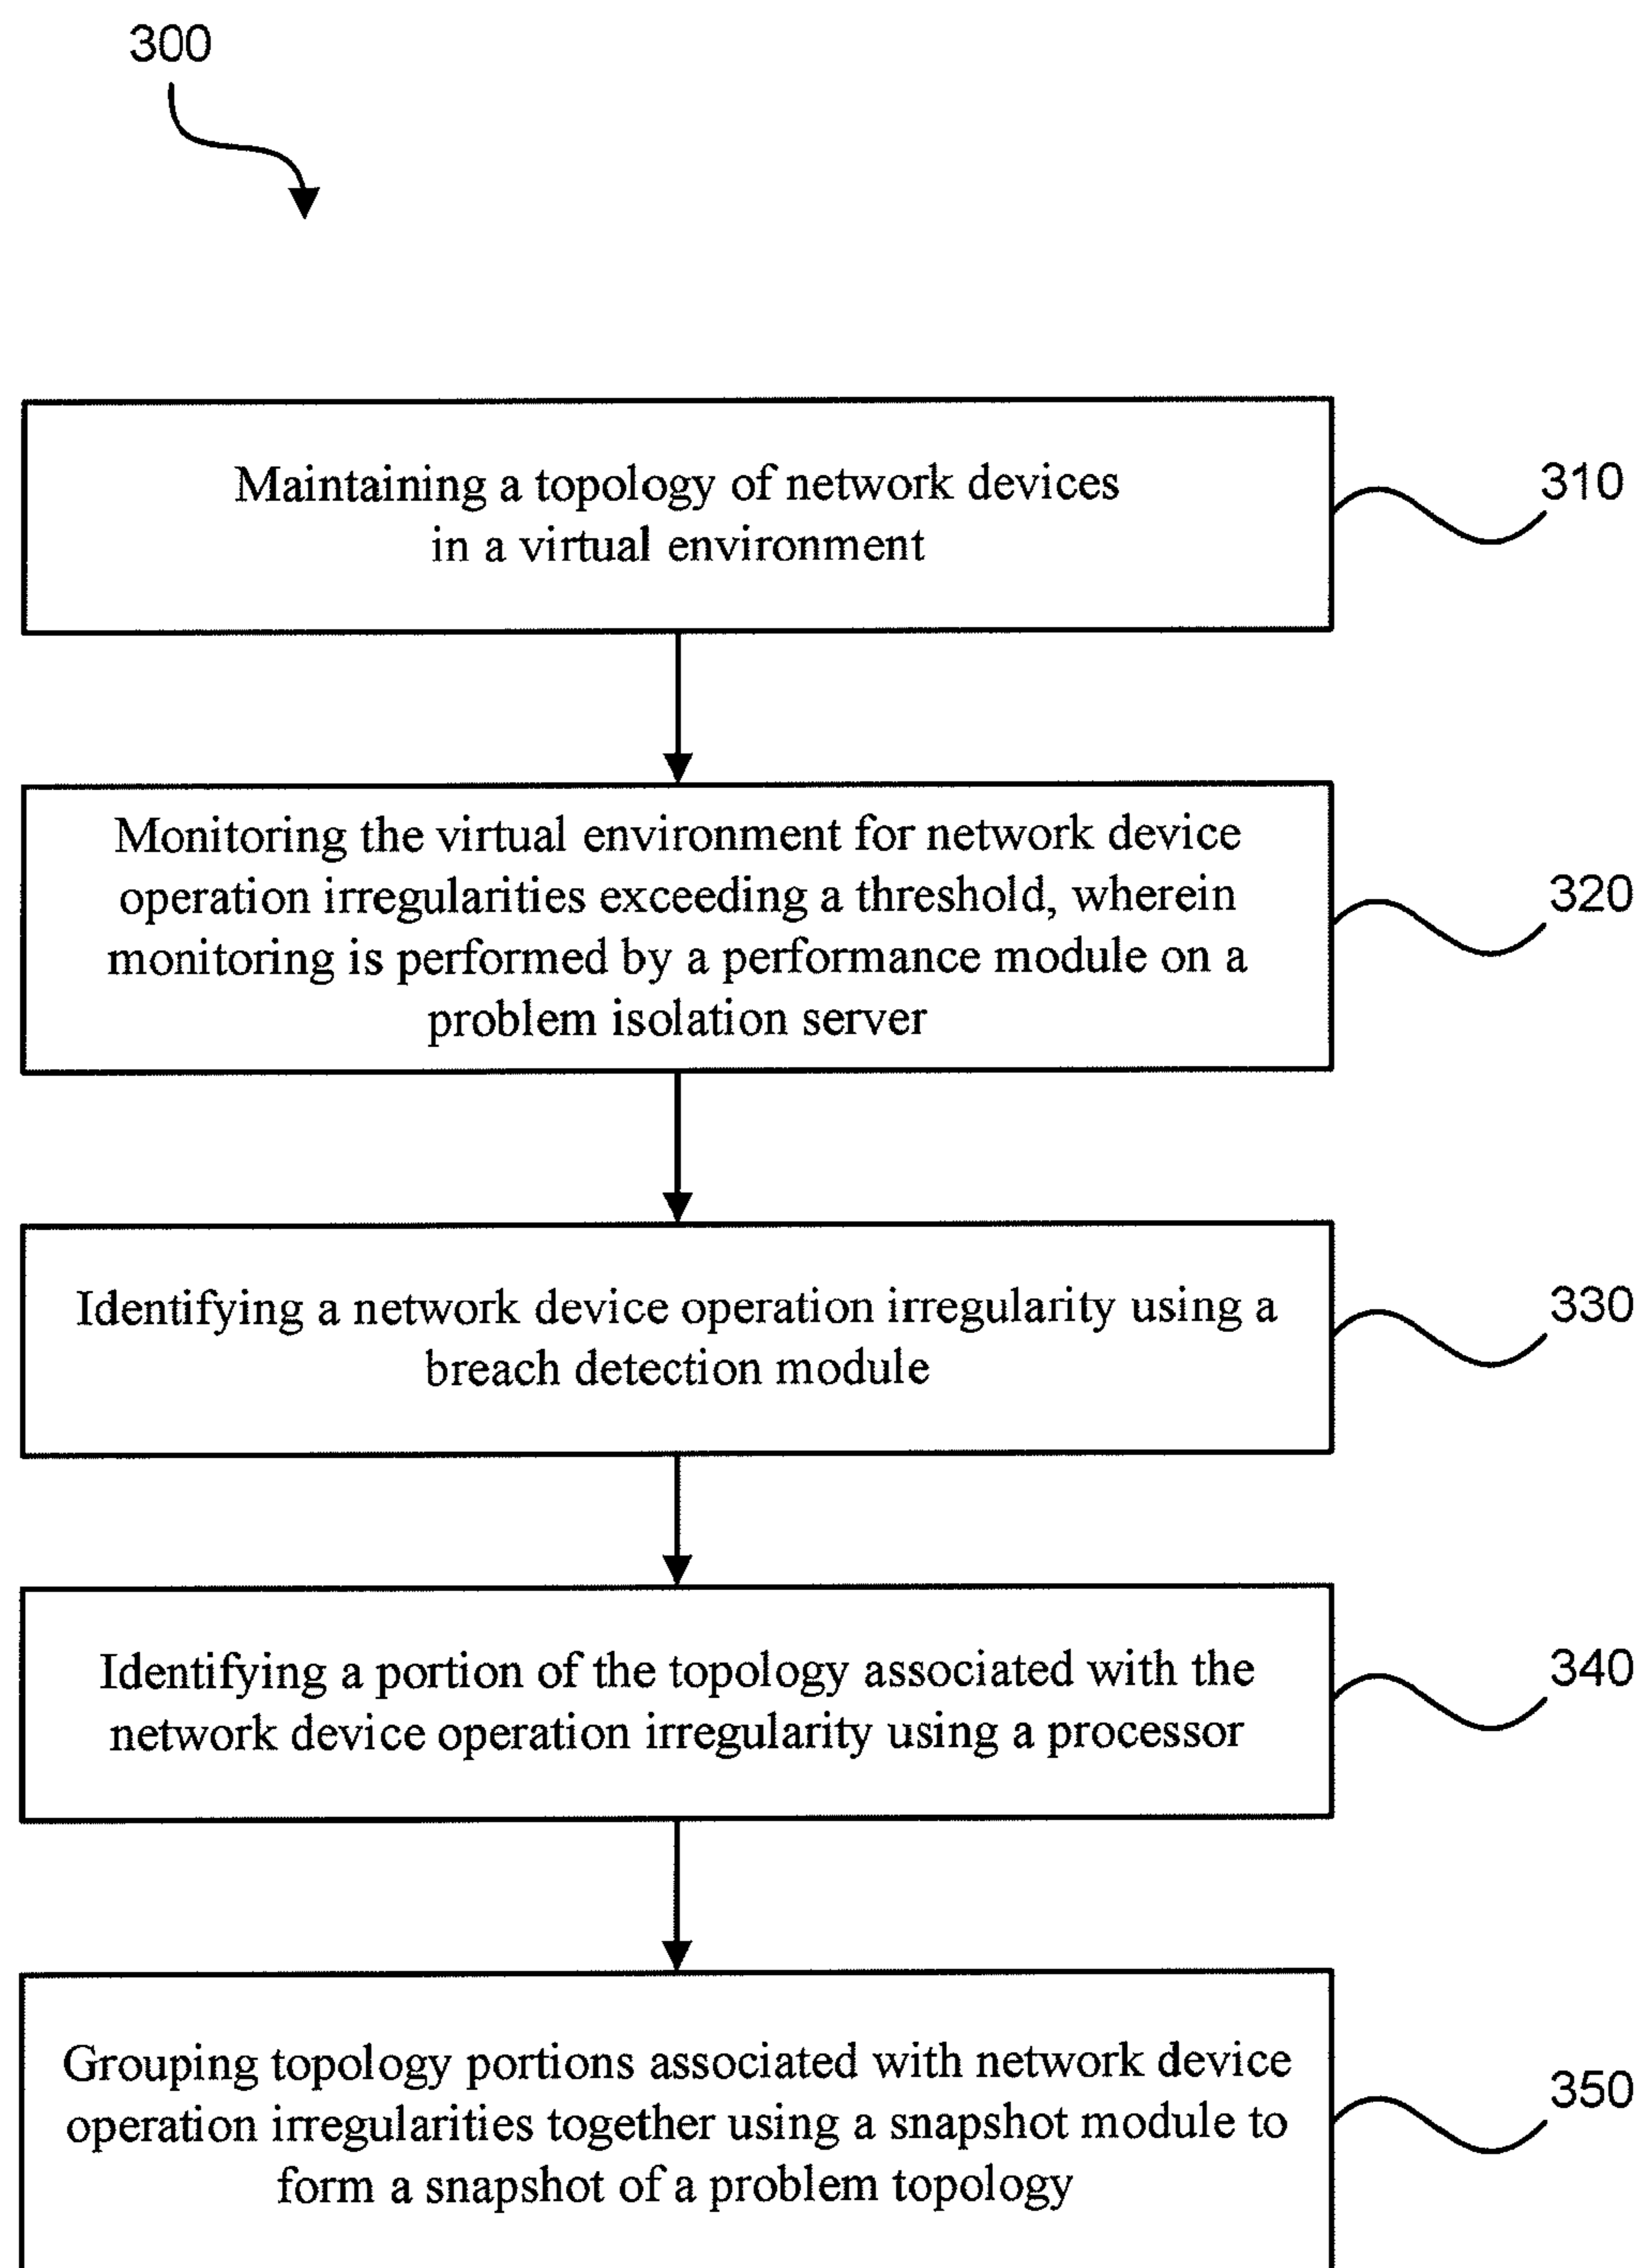 300
Maintaining a topology of network devices
in a virtual environment
310
Monitoring the virtual environment for network device
operation irregularities exceeding a threshold, wherein
monitoring is performed by a performance module on a
problem isolation server
320
Identifying a network device operation irregularity using a
breach detection module
330
Identifying a portion of the topology associated with the
network device operation irregularity using a processor
340
Grouping topology portions associated with network device
operation irregularities together using a snapshot module to
form a snapshot of a problem topology
350